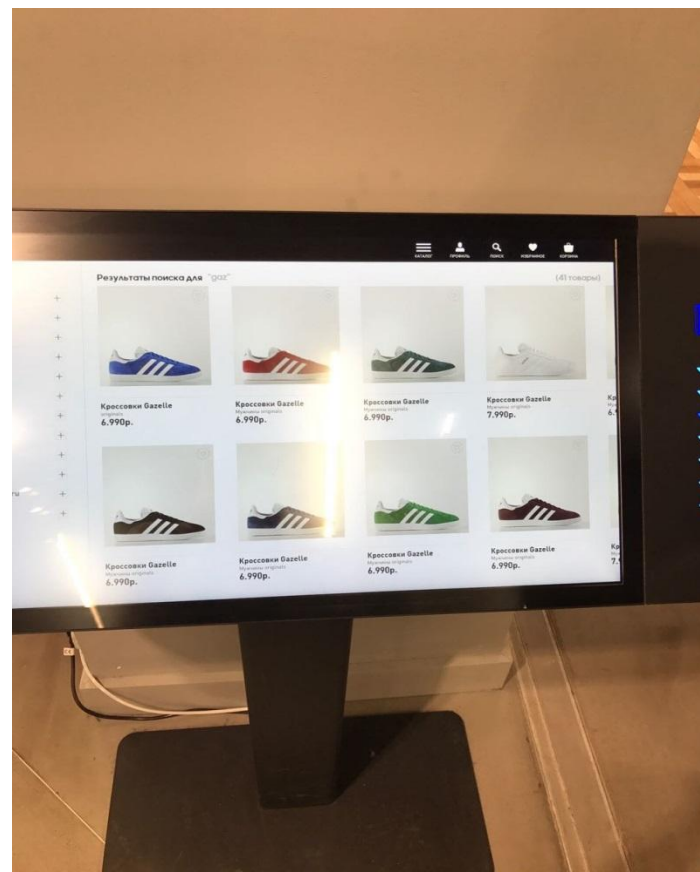 КАТАЛОГ ПРОФИЛЬ ПОИСК ИЗБРАННОЕ КОРЗИНА
Результаты поиска для "gaz" (41 товары)
Кроссовки Gazelle
originals
6.990р.
Кроссовки Gazelle
Мужчины originals
6.990р.
Кроссовки Gazelle
Мужчины originals
6.990р.
Кроссовки Gazelle
Мужчины originals
7.990р.
Кроссовки Gazelle
Мужчины originals
6.990р.
Кроссовки Gazelle
Мужчины originals
6.990р.
Кроссовки Gazelle
Мужчины originals
6.990р.
Кроссовки Gazelle
Мужчины originals
6.990р.